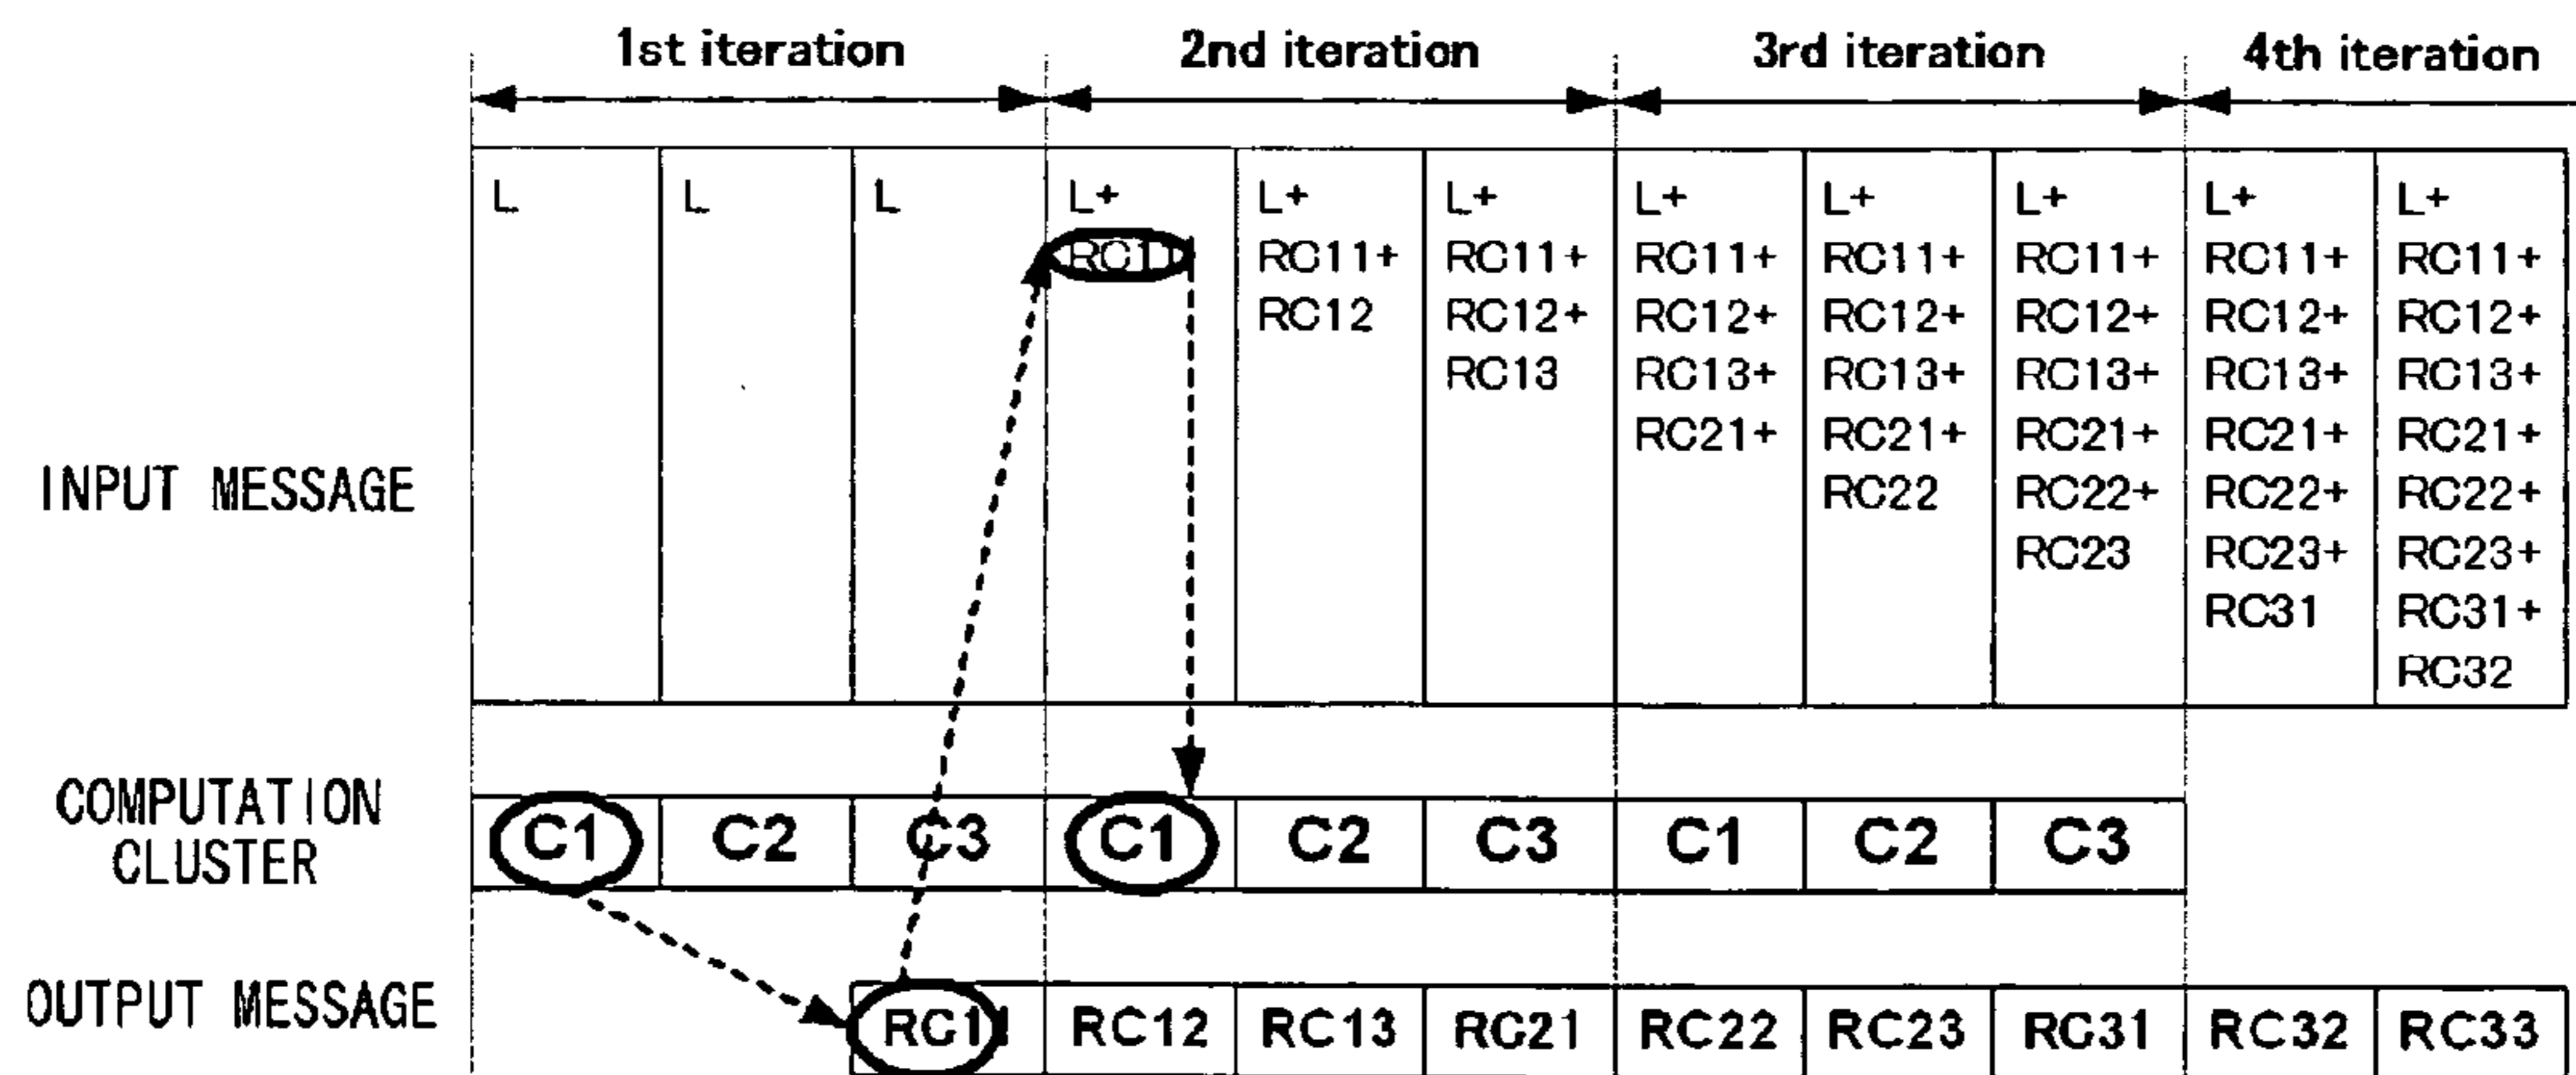 1st iteration 2nd iteration 3rd iteration 4th iteration
L L L L+ L+ L+ L+ L+ L+ L+ L+
RC11 RC11+ RC11+ RC11+ RC11+ RC11+ RC11+ RC11+
RC12 RC12+ RC12+ RC12+ RC12+ RC12+ RC12+
RC13 RC13+ RC13+ RC13+ RC13+ RC13+
RC21+ RC21+ RC21+ RC21+ RC21+
INPUT MESSAGE RC22 RC22+ RC22+ RC22+
RC23 RC23+ RC23+
RC31 RC31+
RC32
COMPUTATION
CLUSTER
C1 C2 C3 C1 C2 C3 C1 C2 C3
OUTPUT MESSAGE RC11 RC12 RC13 RC21 RC22 RC23 RC31 RC32 RC33